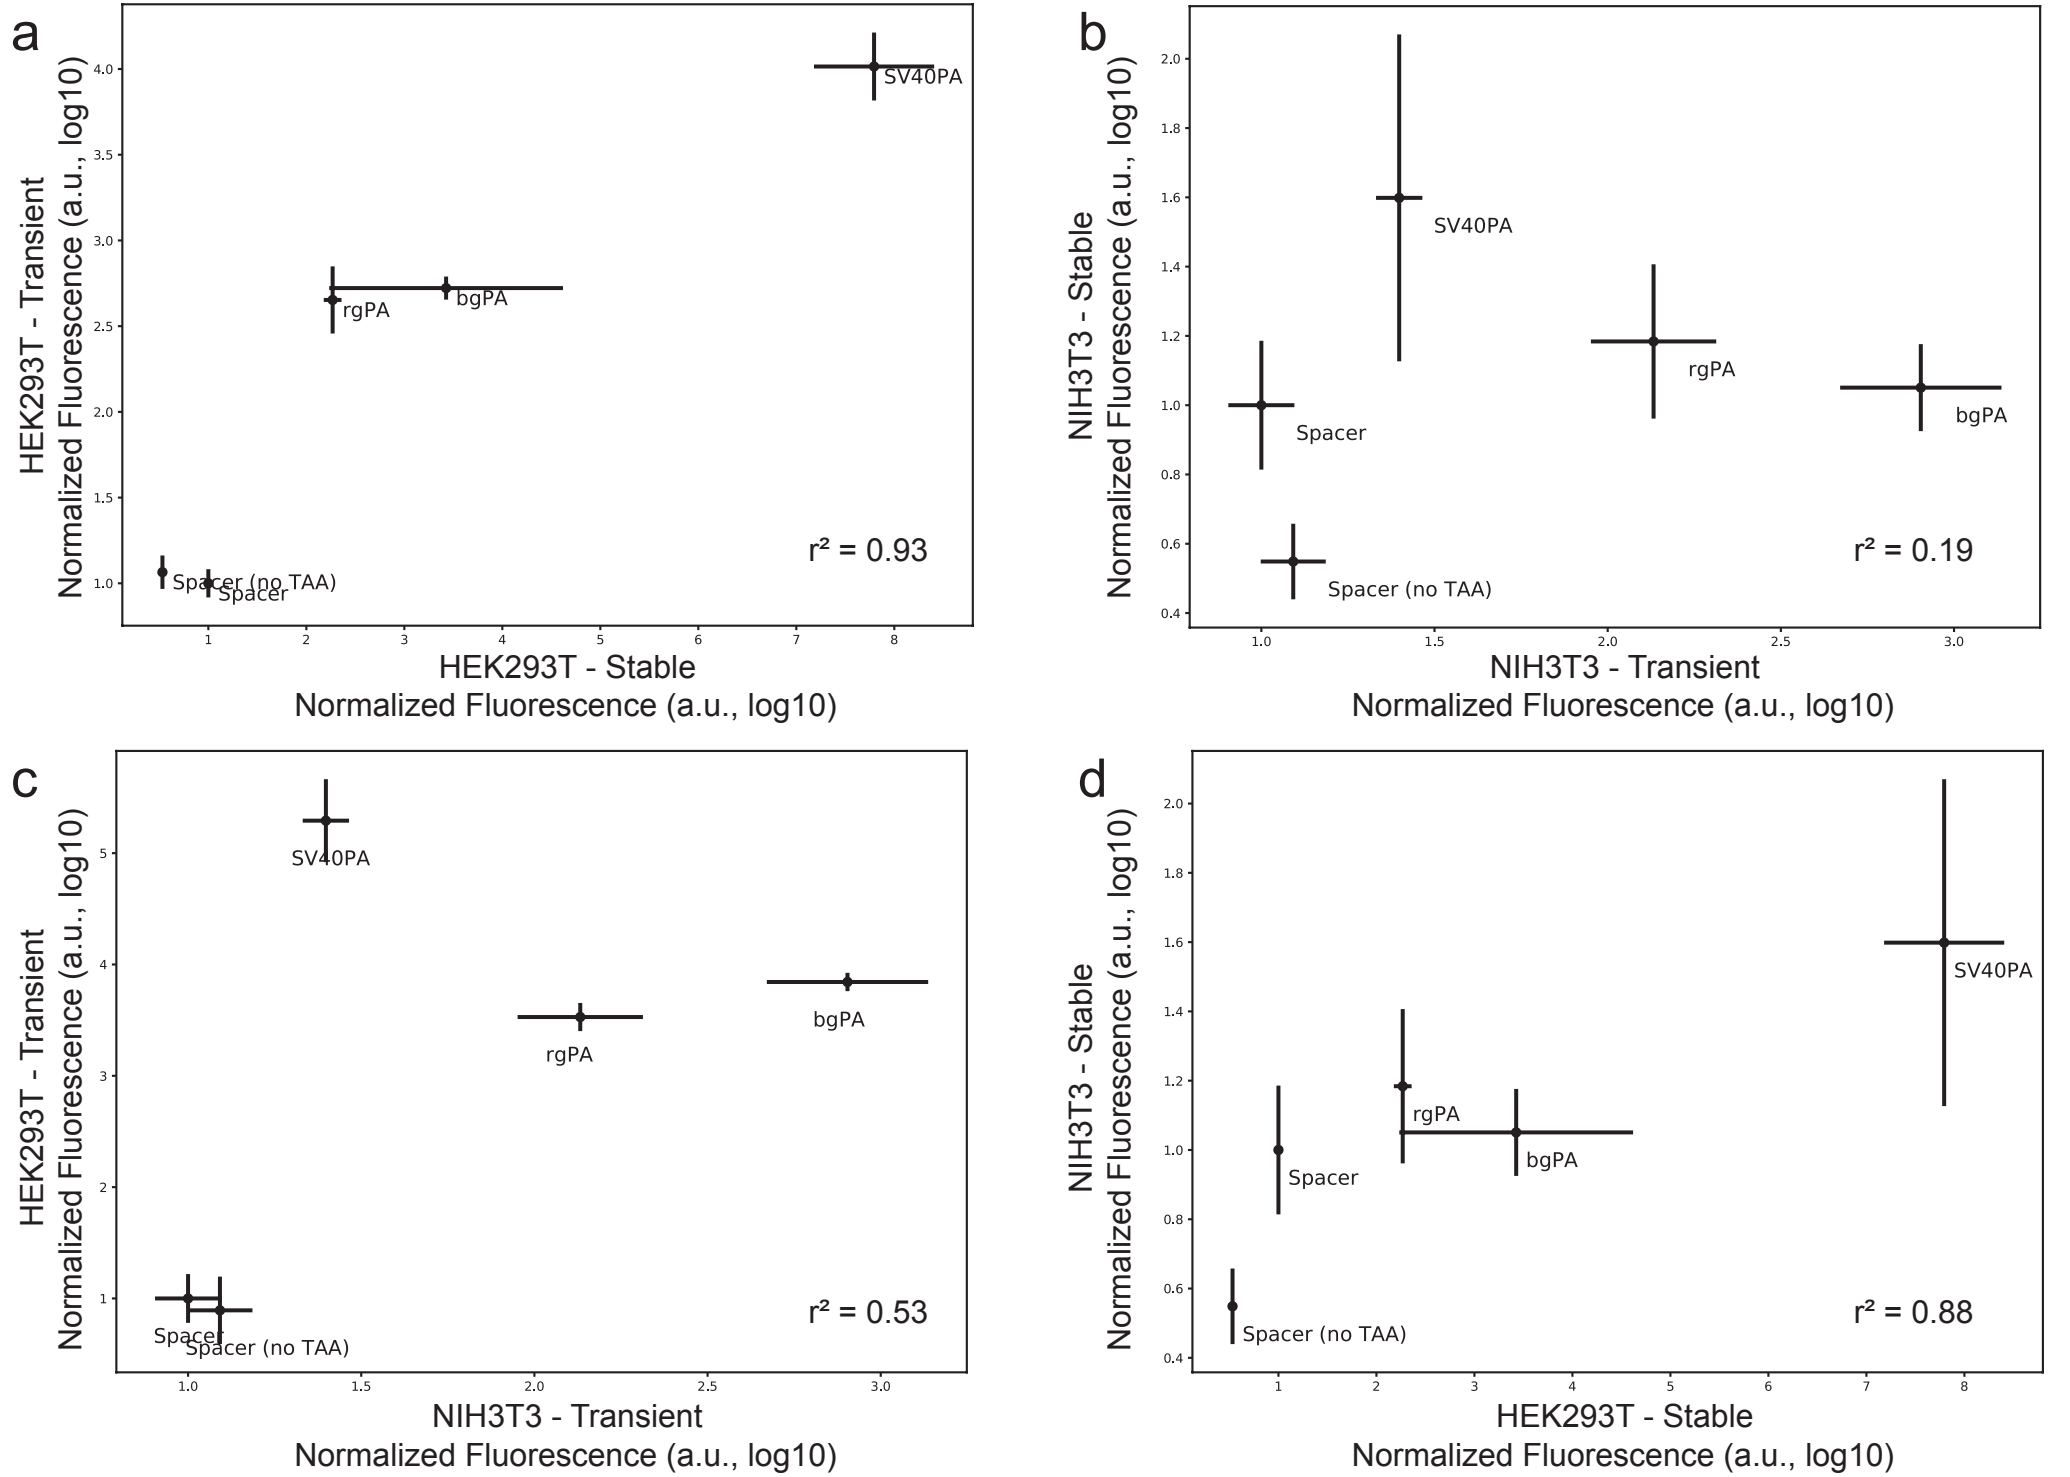 a
HEK293T - Transient
Normalized Fluorescence (a.u., log10)
4.0
3.5
3.0
2.5
2.0
1.5
1.0
SV40PA
rgPA
bgPA
Spacer (no TAA)
Spacer
r² = 0.93
1 2 3 4 5 6 7 8
HEK293T - Stable
Normalized Fluorescence (a.u., log10)
b
NIH3T3 - Stable
Normalized Fluorescence (a.u., log10)
2.0
1.8
1.6
1.4
1.2
1.0
0.8
0.6
0.4
SV40PA
rgPA
bgPA
Spacer
Spacer (no TAA)
r² = 0.19
1.0 1.5 2.0 2.5 3.0
NIH3T3 - Transient
Normalized Fluorescence (a.u., log10)
c
HEK293T - Transient
Normalized Fluorescence (a.u., log10)
5
4
3
2
1
SV40PA
bgPA
rgPA
Spacer
Spacer (no TAA)
r² = 0.53
1.0 1.5 2.0 2.5 3.0
NIH3T3 - Transient
Normalized Fluorescence (a.u., log10)
d
NIH3T3 - Stable
Normalized Fluorescence (a.u., log10)
2.0
1.8
1.6
1.4
1.2
1.0
0.8
0.6
0.4
SV40PA
rgPA
bgPA
Spacer
Spacer (no TAA)
r² = 0.88
1 2 3 4 5 6 7 8
HEK293T - Stable
Normalized Fluorescence (a.u., log10)